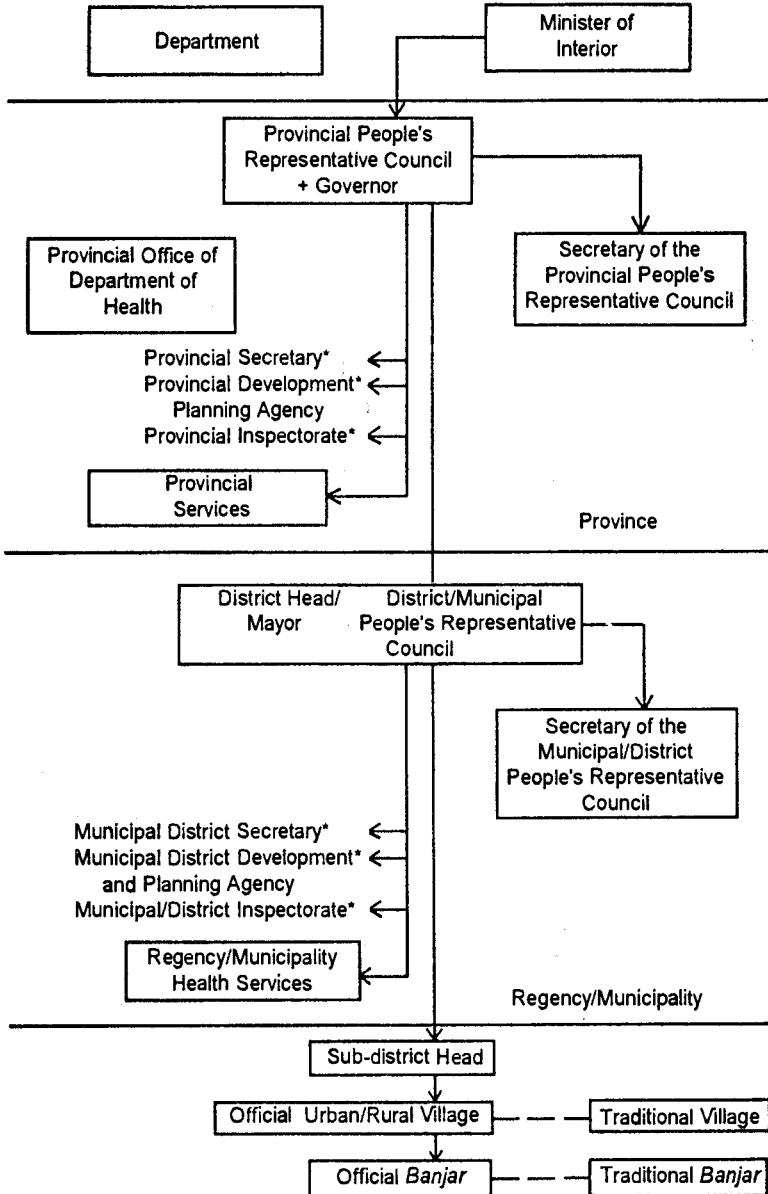 Department
Minister of
Interior
Provincial People's
Representative Council
+ Governor
Provincial Office of
Department of
Health
Secretary of the
Provincial People's
Representative Council
Provincial Secretary*
Provincial Development*
Planning Agency
Provincial Inspectorate*
Provincial
Services
Province
District Head/
Mayor
District/Municipal
People's Representative
Council
Secretary of the
Municipal/District
People's Representative
Council
Municipal District Secretary*
Municipal District Development*
and Planning Agency
Municipal/District Inspectorate*
Regency/Municipality
Health Services
Regency/Municipality
Sub-district Head
Official Urban/Rural Village
Traditional Village
Official Banjar
Traditional Banjar